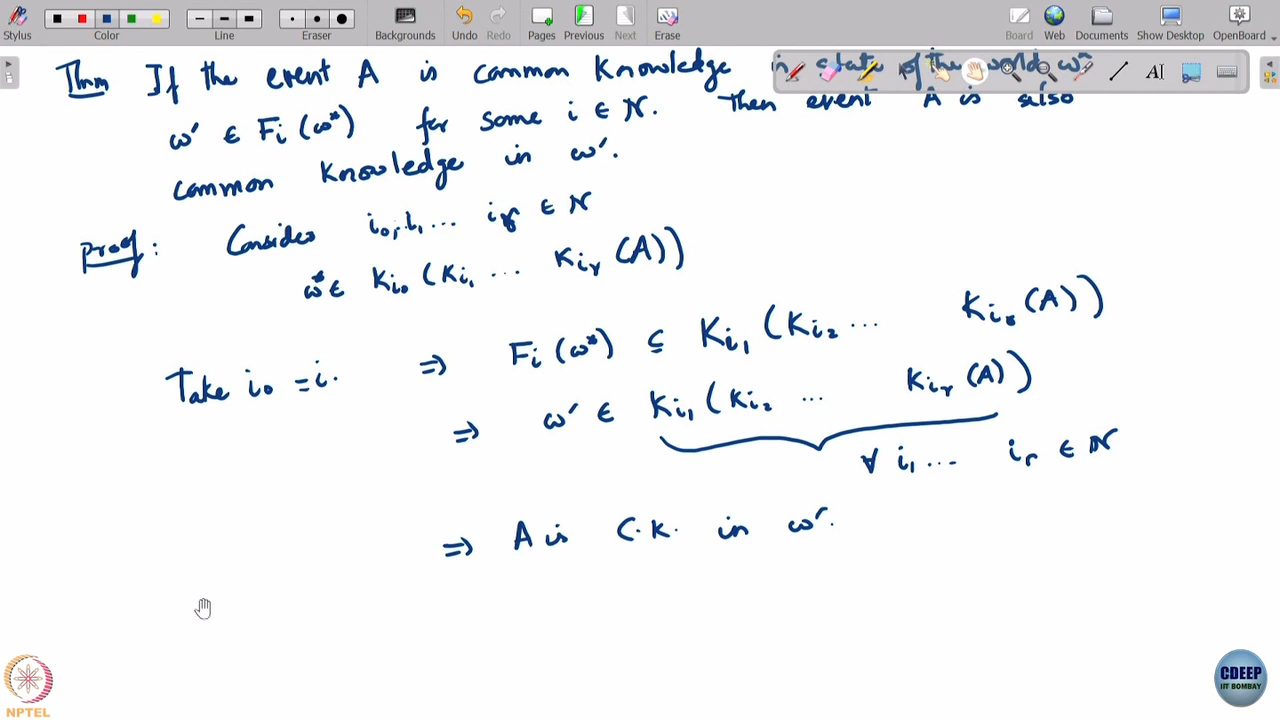 Stylus
Color
Line
Eraser
Backgrounds
Undo
Redo
Pages
Previous
Next
Erase
Board
Web
Documents
Show Desktop
OpenBoard
Thm If the event A is common knowledge in state of the world ω*
ω′ ∈ Fi (ω*) for some i ∈ N. Then event A is also
common knowledge in ω′.
Proof: Consider i0, i1, ... ir ∈ N
ω* ∈ Ki0 (Ki1 ... Kir (A))
Take i0 = i. ⇒ Fi (ω*) ⊆ Ki1 (Ki2 ... Kir (A))
⇒ ω′ ∈ Ki1 (Ki2 ... Kir (A))
∀ i1 ... ir ∈ N
⇒ A is C.K. in ω′.
NPTEL
CDEEP
IIT BOMBAY